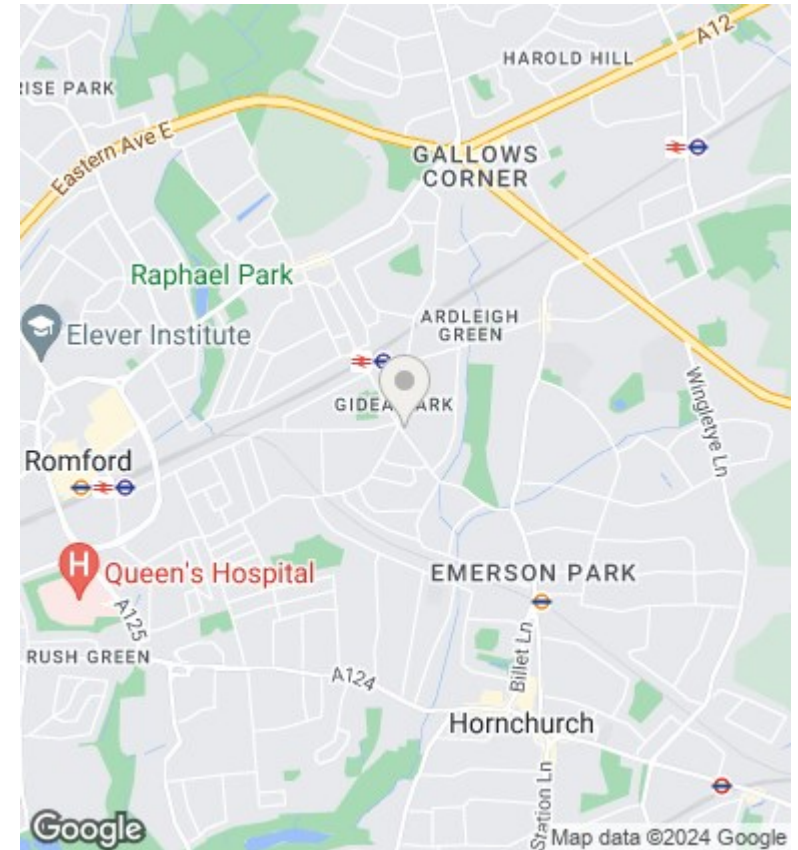 A12
HAROLD HILL
RISE PARK
Eastern Ave E
GALLOWS
CORNER
Raphael Park
ARDLEIGH
GREEN
Elever Institute
GIDEA PARK
Wingletye Ln
Romford
Queen's Hospital
H
EMERSON PARK
A125
RUSH GREEN
Billet Ln
A124
Hornchurch
Station Ln
Google
Map data ©2024 Google